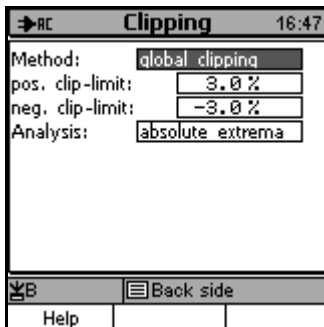 AC Clipping 16:47
Method: global clipping
pos. clip-limit: 3.0%
neg. clip-limit: -3.0%
Analysis: absolute extrema
B Back side
Help